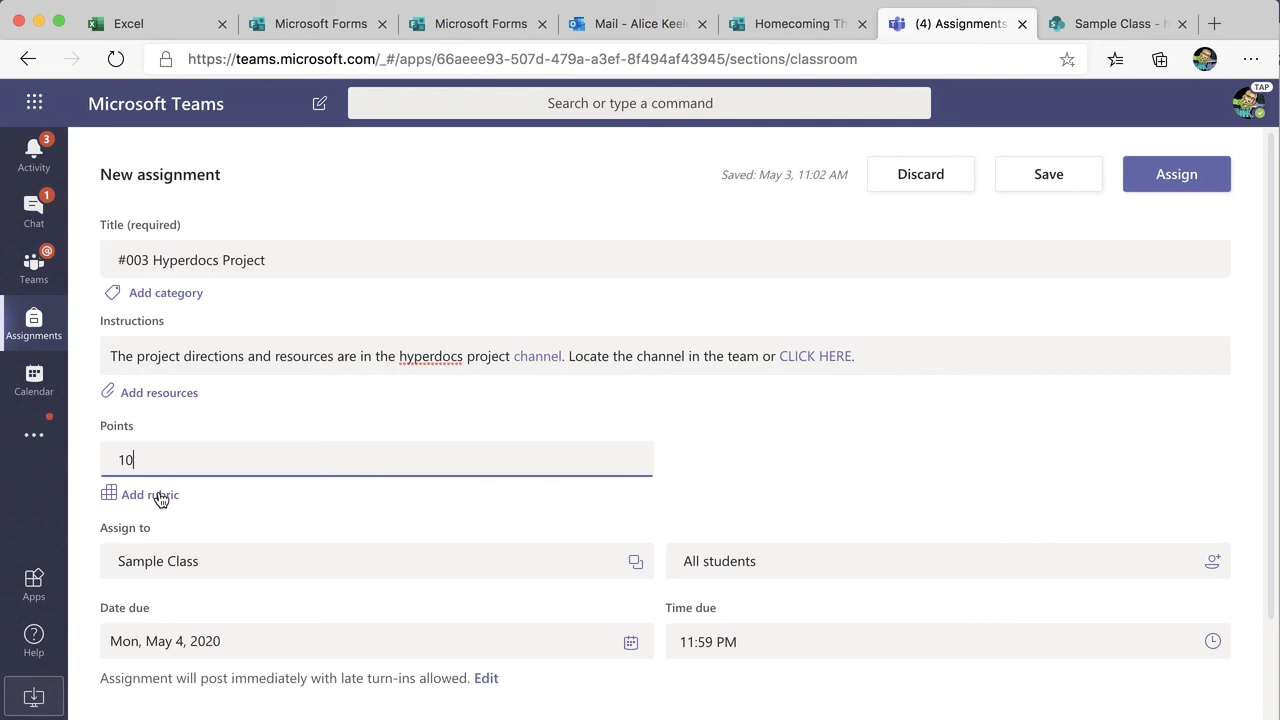 Excel
Microsoft Forms
Microsoft Forms
Mail - Alice Keele
Homecoming Th
(4) Assignments
Sample Class - h
https://teams.microsoft.com/_#/apps/66aeee93-507d-479a-a3ef-8f494af43945/sections/classroom
Microsoft Teams
Search or type a command
TAP
3
Activity
1
Chat
@
Teams
Assignments
Calendar
Apps
Help
New assignment
Saved: May 3, 11:02 AM
Discard
Save
Assign
Title (required)
#003 Hyperdocs Project
Add category
Instructions
The project directions and resources are in the hyperdocs project channel. Locate the channel in the team or CLICK HERE.
Add resources
Points
10
Add rubric
Assign to
Sample Class
All students
Date due
Time due
Mon, May 4, 2020
11:59 PM
Assignment will post immediately with late turn-ins allowed. Edit